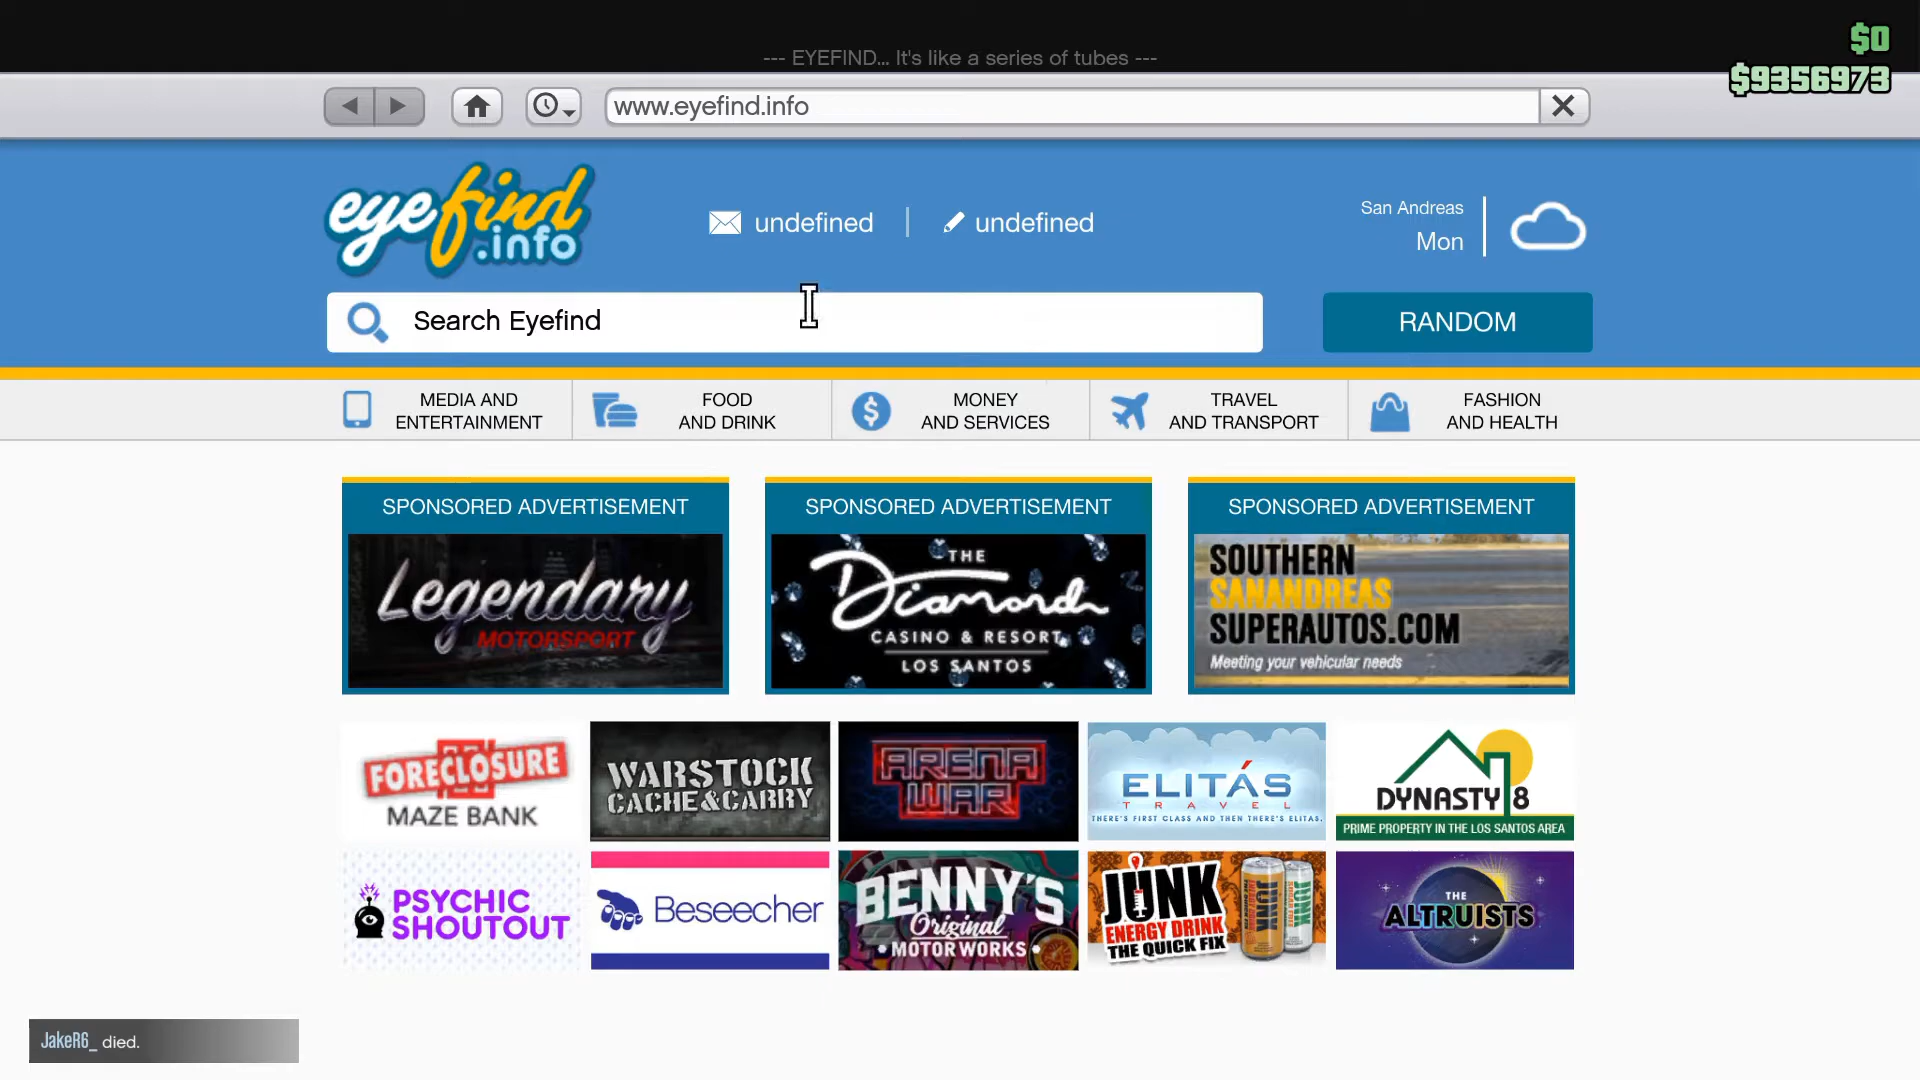 $0
--- EYEFIND... It's like a series of tubes ---
$9356973
www.eyefind.info
eyefind
.info
undefined
undefined
San Andreas
Mon
Search Eyefind
RANDOM
MEDIA AND
ENTERTAINMENT
FOOD
AND DRINK
MONEY
AND SERVICES
TRAVEL
AND TRANSPORT
FASHION
AND HEALTH
SPONSORED ADVERTISEMENT
Legendary
MOTORSPORT
SPONSORED ADVERTISEMENT
THE
Diamond
CASINO & RESORT
LOS SANTOS
SPONSORED ADVERTISEMENT
SOUTHERN
SANANDREAS
SUPERAUTOS.COM
Meeting your vehicular needs
FORECLOSURE
MAZE BANK
WARSTOCK
CACHE&CARRY
ARENA
WAR
ELITÁS
TRAVEL
THERE'S FIRST CLASS AND THEN THERE'S ELITAS.
DYNASTY 8
PRIME PROPERTY IN THE LOS SANTOS AREA
PSYCHIC
SHOUTOUT
Beseecher
BENNY'S
Original
MOTOR WORKS
JUNK
ENERGY DRINK
THE QUICK FIX
JUNK
JUNK
THE
ALTRUISTS
JakeR6_ died.